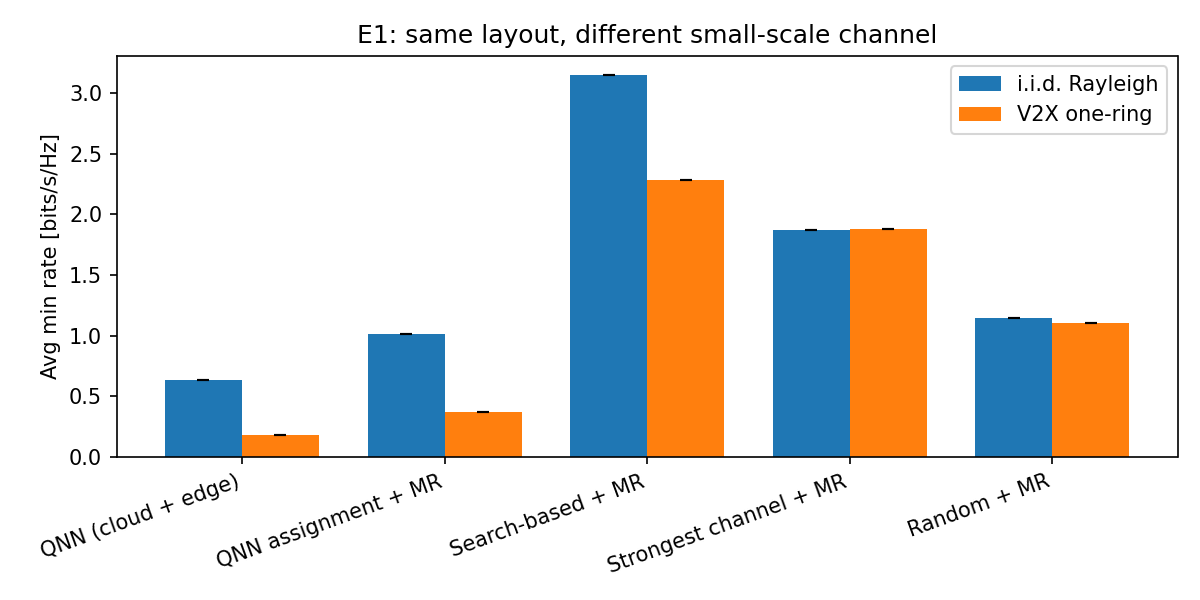 E1: same layout, different small-scale channel
i.i.d. Rayleigh
V2X one-ring
Avg min rate [bits/s/Hz]
3.0
2.5
2.0
1.5
1.0
0.5
0.0
QNN (cloud + edge)
QNN assignment + MR
Search-based + MR
Strongest channel + MR
Random + MR